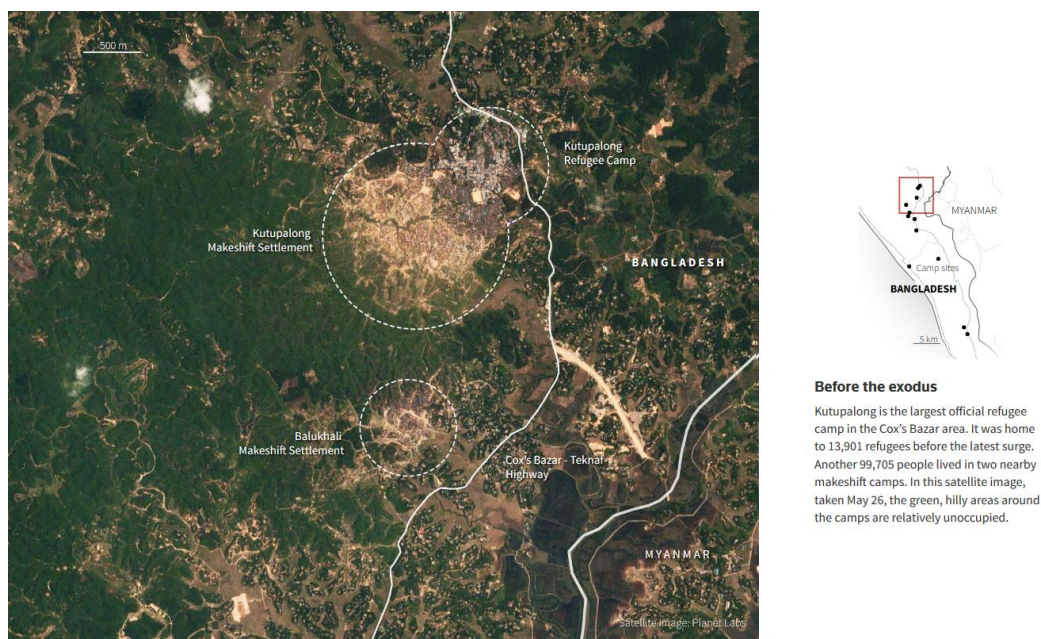 500 m
Kutupalong
Refugee Camp
Kutupalong
Makeshift Settlement
BANGLADESH
Balukhali
Makeshift Settlement
Cox's Bazar - Teknaf
Highway
MYANMAR
Satellite image: Planet Labs
MYANMAR
Camp sites
BANGLADESH
5 km
Before the exodus
Kutupalong is the largest official refugee
camp in the Cox's Bazar area. It was home
to 13,901 refugees before the latest surge.
Another 99,705 people lived in two nearby
makeshift camps. In this satellite image,
taken May 26, the green, hilly areas around
the camps are relatively unoccupied.